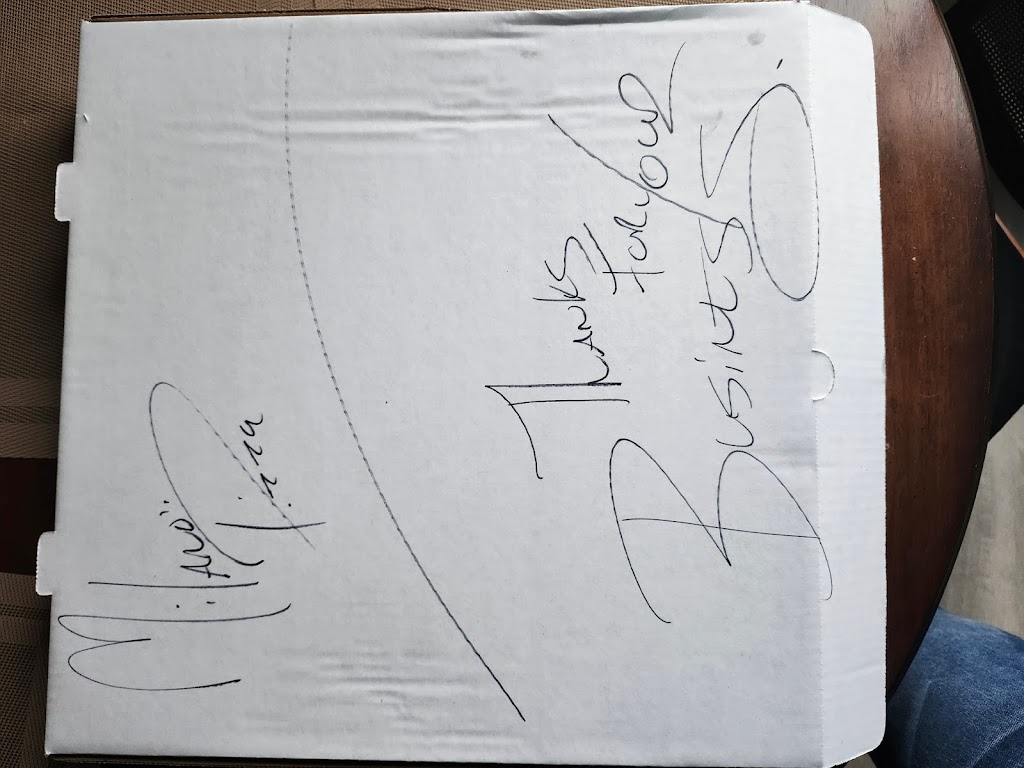 Milano's
Pizza
THANKS
FOR YOUR
BUSINESS